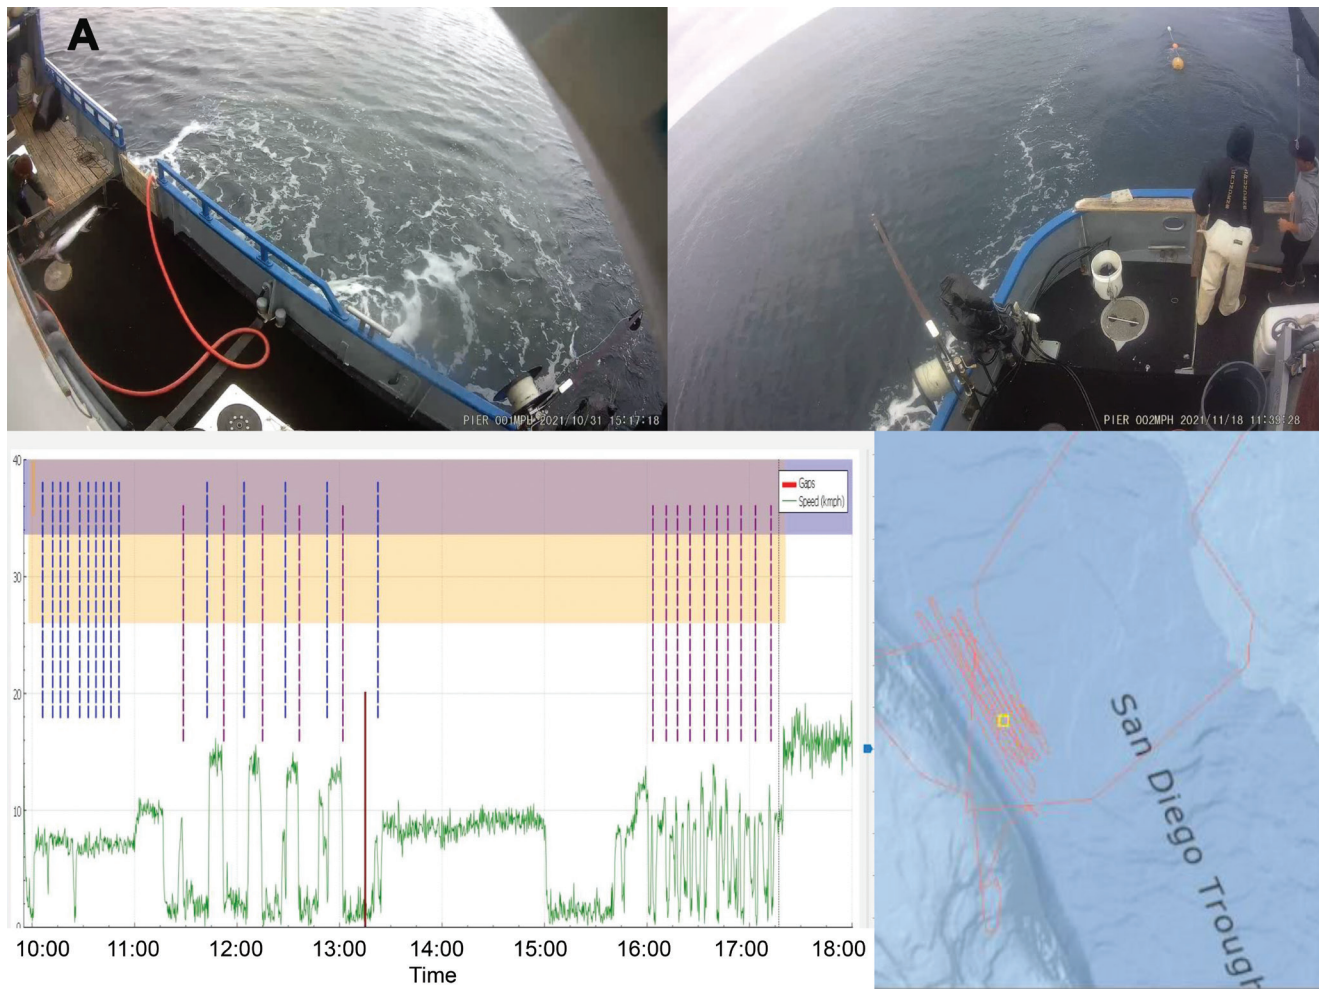 A
PIER 001MPH 2021/10/31 15:17:18
PIER 002MPH 2021/11/18 11:39:28
40
30
20
10
0
Gaps
Speed (kmph)
10:00 11:00 12:00 13:00 14:00 15:00 16:00 17:00 18:00
Time
San Diego Trough